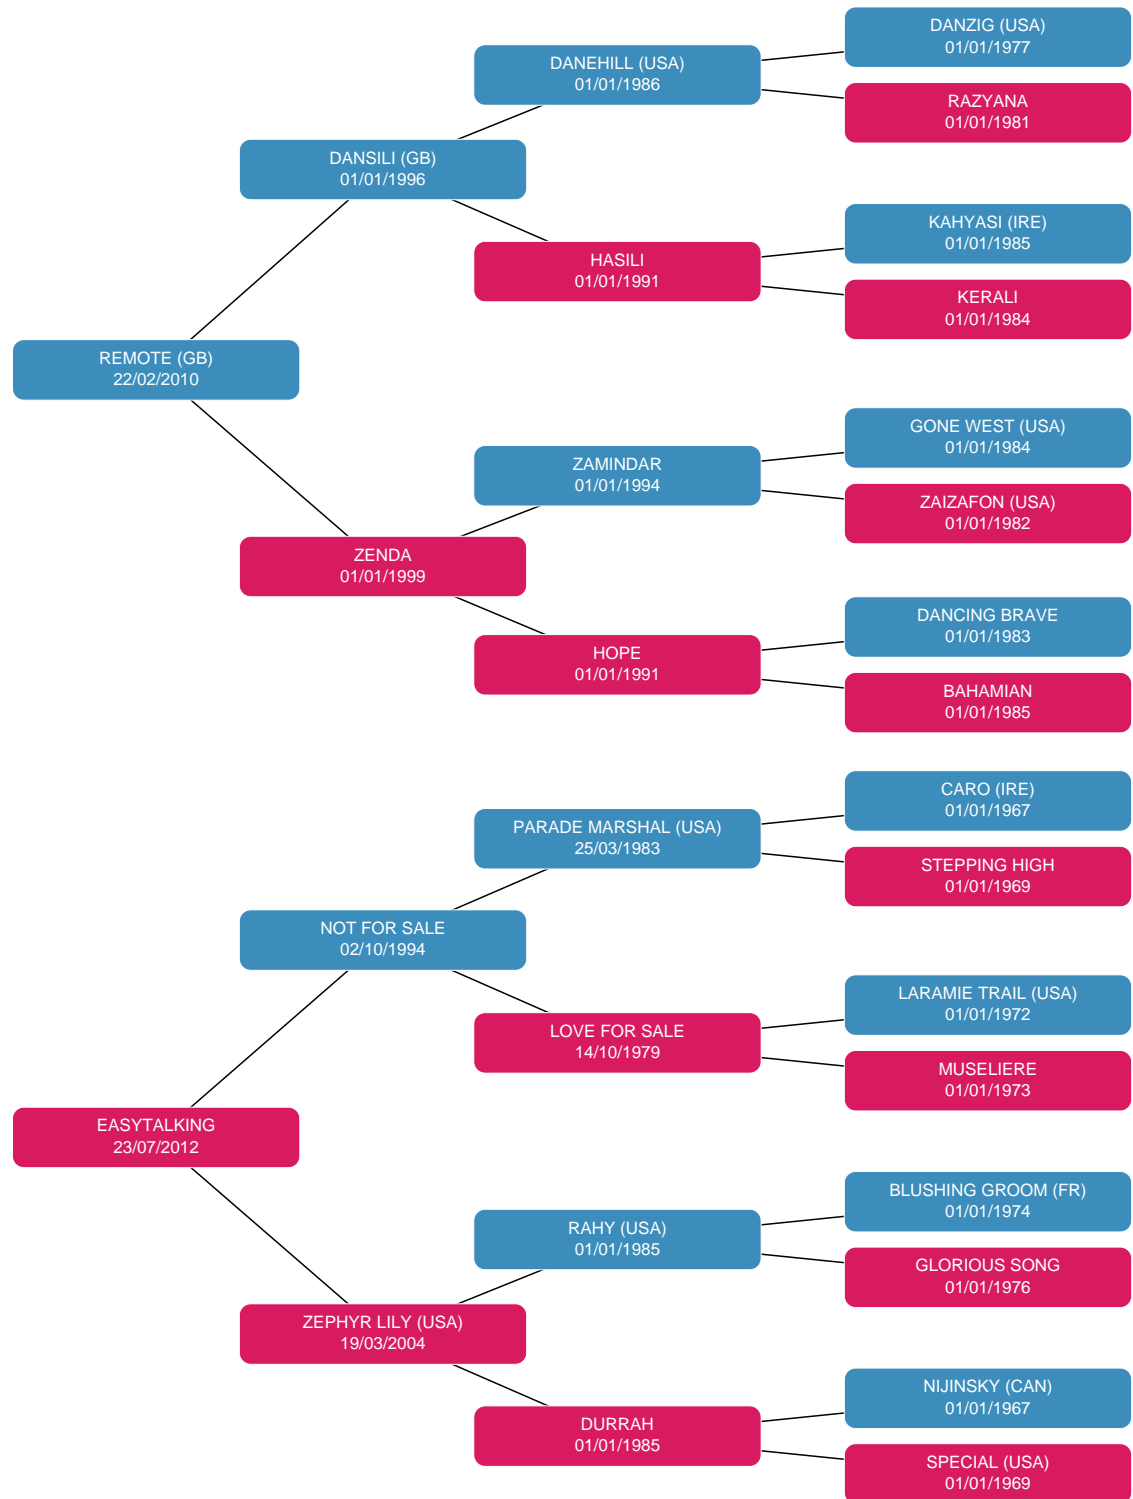 DANZIG (USA)
01/01/1977
DANEHILL (USA)
01/01/1986
RAZYANA
01/01/1981
DANSILI (GB)
01/01/1996
KAHYASI (IRE)
01/01/1985
HASILI
01/01/1991
KERALI
01/01/1984
REMOTE (GB)
22/02/2010
GONE WEST (USA)
01/01/1984
ZAMINDAR
01/01/1994
ZAIZAFON (USA)
01/01/1982
ZENDA
01/01/1999
DANCING BRAVE
01/01/1983
HOPE
01/01/1991
BAHAMIAN
01/01/1985
CARO (IRE)
01/01/1967
PARADE MARSHAL (USA)
25/03/1983
STEPPING HIGH
01/01/1969
NOT FOR SALE
02/10/1994
LARAMIE TRAIL (USA)
01/01/1972
LOVE FOR SALE
14/10/1979
MUSELIERE
01/01/1973
EASYTALKING
23/07/2012
BLUSHING GROOM (FR)
01/01/1974
RAHY (USA)
01/01/1985
GLORIOUS SONG
01/01/1976
ZEPHYR LILY (USA)
19/03/2004
NIJINSKY (CAN)
01/01/1967
DURRAH
01/01/1985
SPECIAL (USA)
01/01/1969